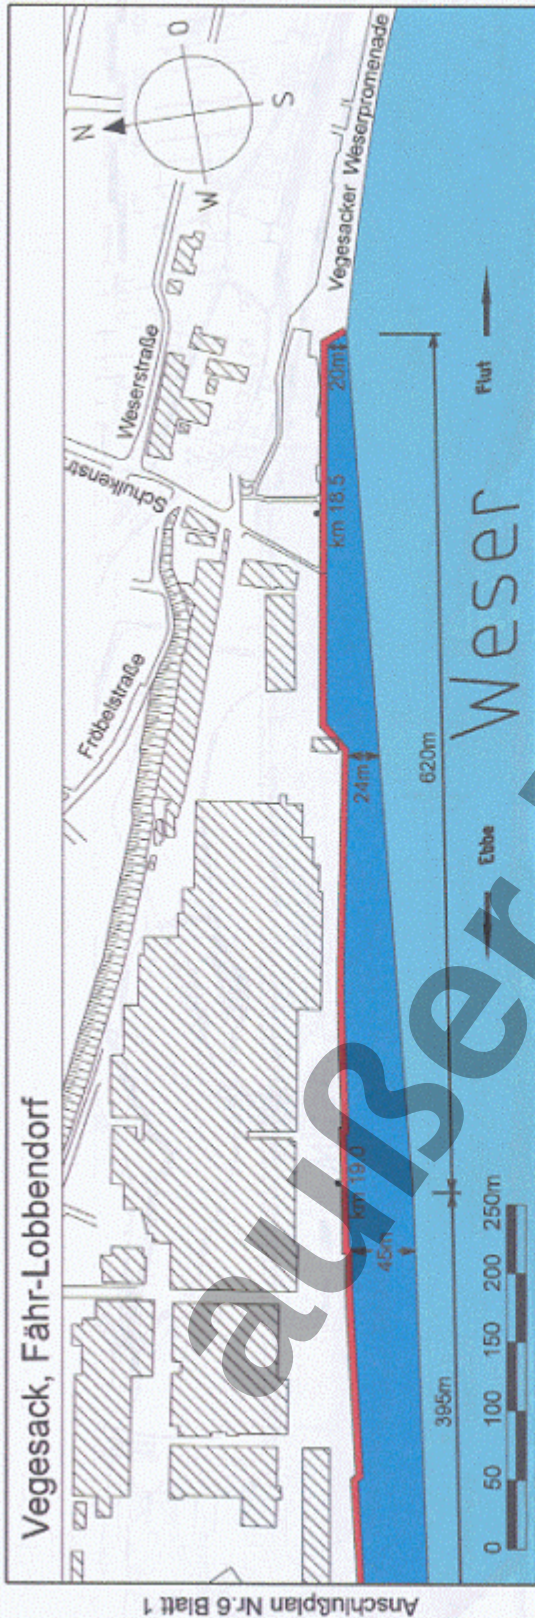 Vegesack, Fähr-Lobbendorf
N
O
W
S
Fröbelstraße
Schulkenstr
Weserstraße
Vegesacker Weserpromenade
km 19.0
km 18.5
45m
24m
20m
395m
620m
Ebbe
Flut
Weser
0 50 100 150 200 250m
außer
Anschlußplan Nr.6 Blatt 1